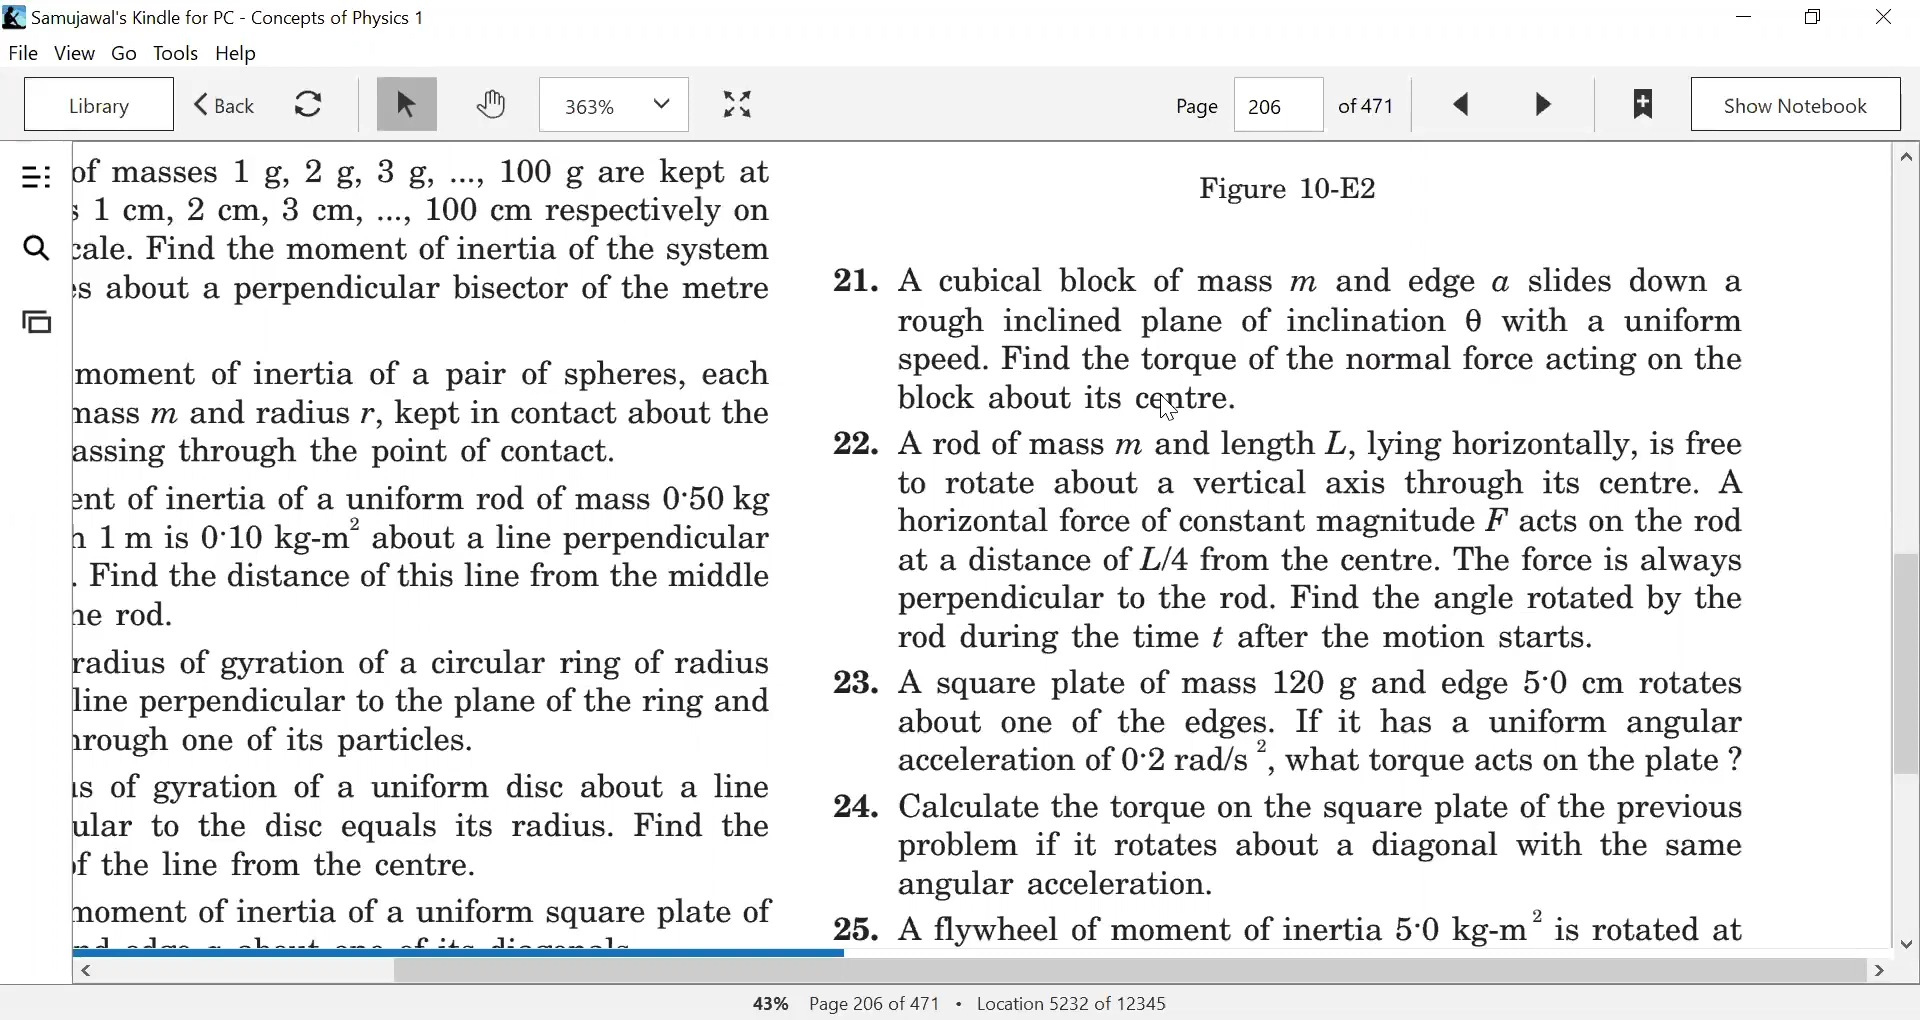 Samujawal's Kindle for PC - Concepts of Physics 1
File View Go Tools Help
Library Back 363% Page 206 of 471 Show Notebook
of masses 1 g, 2 g, 3 g, ..., 100 g are kept at
1 cm, 2 cm, 3 cm, ..., 100 cm respectively on
cale. Find the moment of inertia of the system
s about a perpendicular bisector of the metre
moment of inertia of a pair of spheres, each
mass m and radius r, kept in contact about the
assing through the point of contact.
ent of inertia of a uniform rod of mass 0·50 kg
1 m is 0·10 kg-m² about a line perpendicular
. Find the distance of this line from the middle
he rod.
radius of gyration of a circular ring of radius
line perpendicular to the plane of the ring and
hrough one of its particles.
us of gyration of a uniform disc about a line
ular to the disc equals its radius. Find the
of the line from the centre.
moment of inertia of a uniform square plate of
Figure 10-E2
21. A cubical block of mass m and edge a slides down a
rough inclined plane of inclination θ with a uniform
speed. Find the torque of the normal force acting on the
block about its centre.
22. A rod of mass m and length L, lying horizontally, is free
to rotate about a vertical axis through its centre. A
horizontal force of constant magnitude F acts on the rod
at a distance of L/4 from the centre. The force is always
perpendicular to the rod. Find the angle rotated by the
rod during the time t after the motion starts.
23. A square plate of mass 120 g and edge 5·0 cm rotates
about one of the edges. If it has a uniform angular
acceleration of 0·2 rad/s², what torque acts on the plate ?
24. Calculate the torque on the square plate of the previous
problem if it rotates about a diagonal with the same
angular acceleration.
25. A flywheel of moment of inertia 5·0 kg-m² is rotated at
43% Page 206 of 471 • Location 5232 of 12345